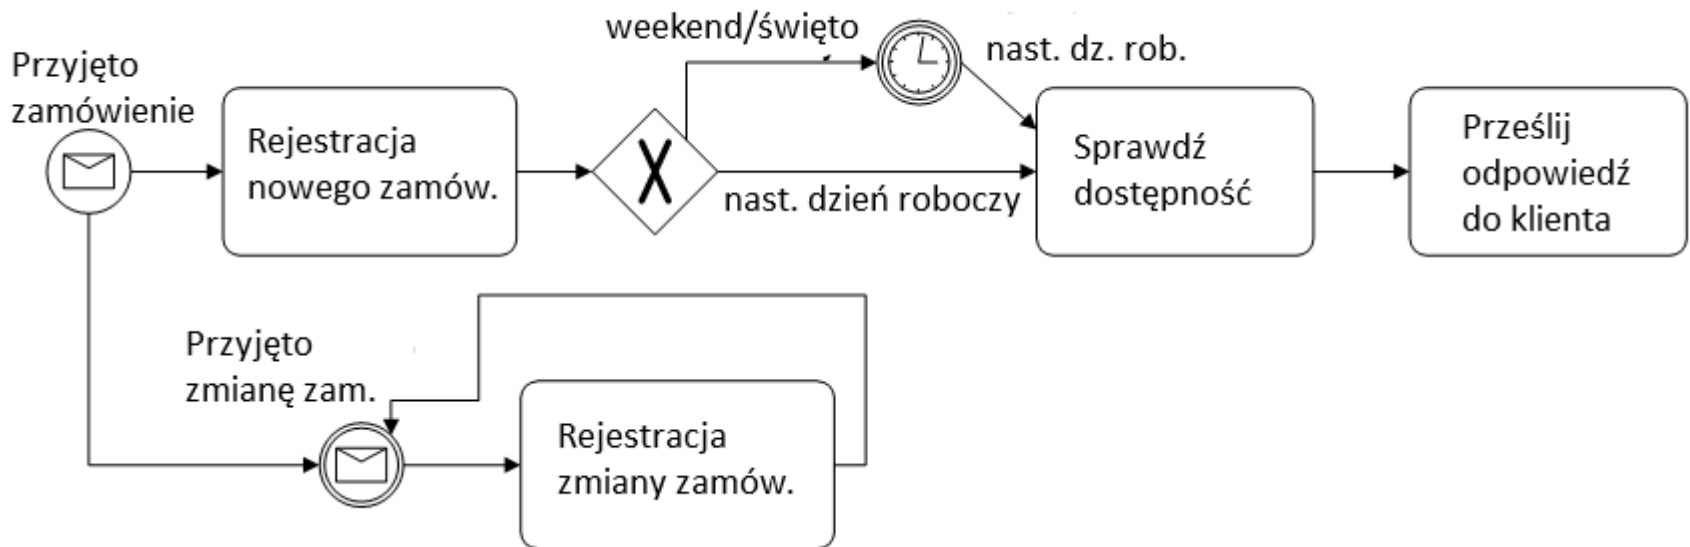 Przyjęto
zamówienie
Rejestracja
nowego zamów.
weekend/święto
nast. dz. rob.
X
nast. dzień roboczy
Sprawdź
dostępność
Prześlij
odpowiedź
do klienta
Przyjęto
zmianę zam.
Rejestracja
zmiany zamów.